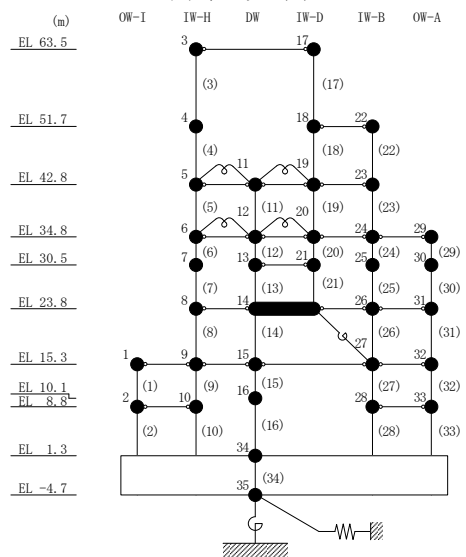 (m) OW-I IW-H DW IW-D IW-B OW-A
EL 63.5 3 17
(3) (17)
EL 51.7 4 18 22
(4) (18) (22)
EL 42.8 5 11 19 23
(5) (11) (19) (23)
EL 34.8 6 12 20 24 29
(6) (12) (20) (24) (29)
EL 30.5 7 13 21 25 30
(7) (13) (21) (25) (30)
EL 23.8 8 14 26 31
(8) (14) (26) (31)
EL 15.3 1 9 15 27 32
(1) (9) (15) (27) (32)
EL 10.1 16
EL 8.8 2 10 28 33
(2) (10) (16) (28) (33)
EL 1.3 34
(34)
EL -4.7 35